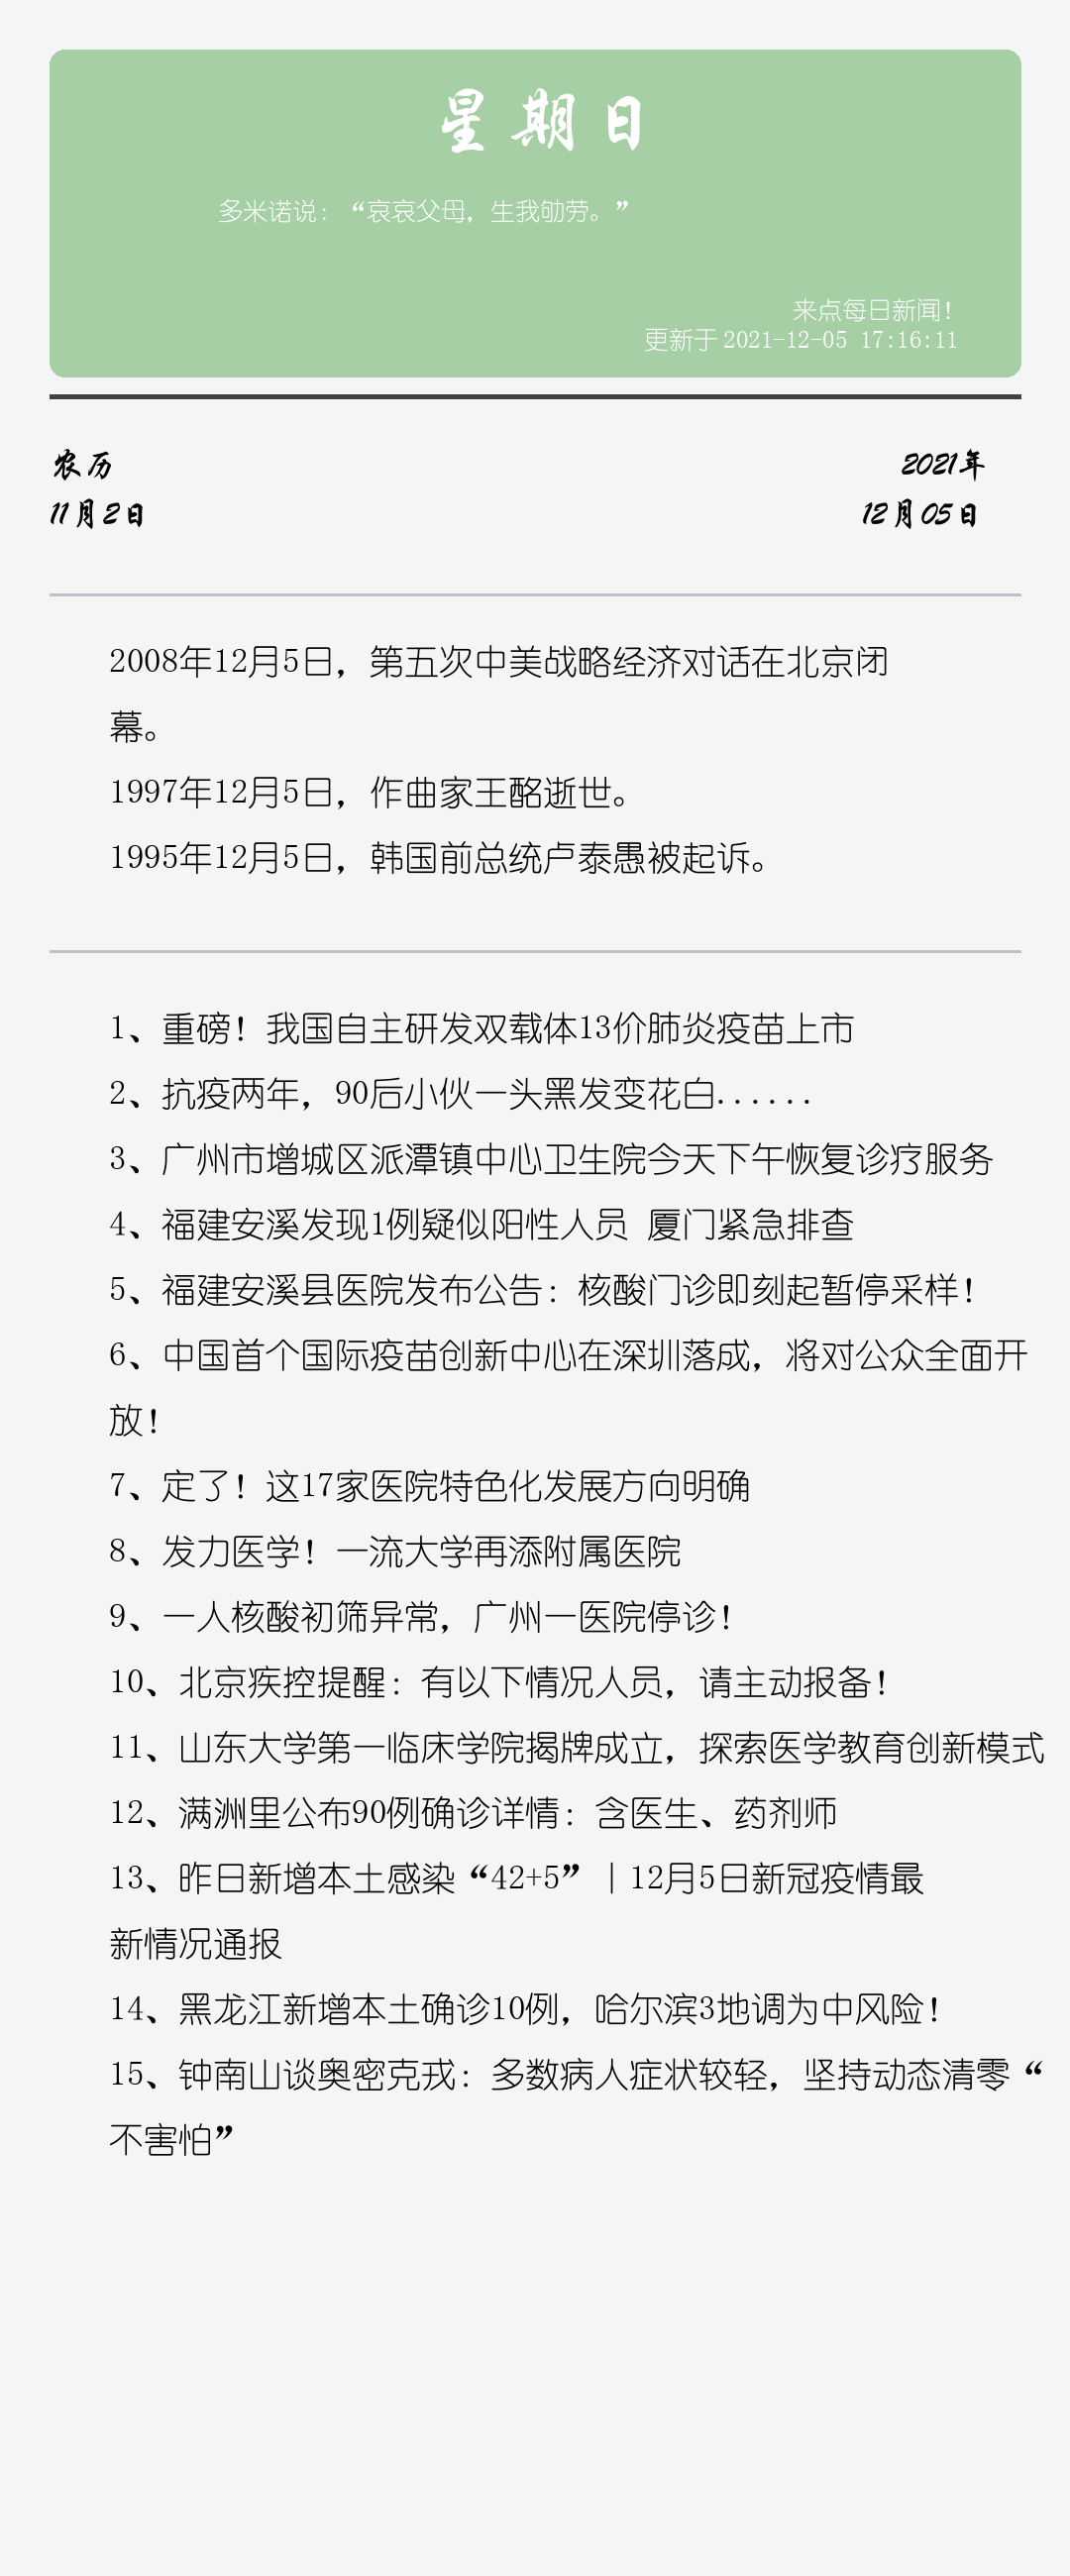 星期日
多米诺说：“哀哀父母，生我劬劳。”
来点每日新闻！
更新于 2021-12-05 17:16:11
农历
2021年
11月2日
12月05日
2008年12月5日，第五次中美战略经济对话在北京闭
幕。
1997年12月5日，作曲家王酩逝世。
1995年12月5日，韩国前总统卢泰愚被起诉。
1、重磅！我国自主研发双载体13价肺炎疫苗上市
2、抗疫两年，90后小伙一头黑发变花白......
3、广州市增城区派潭镇中心卫生院今天下午恢复诊疗服务
4、福建安溪发现1例疑似阳性人员 厦门紧急排查
5、福建安溪县医院发布公告：核酸门诊即刻起暂停采样！
6、中国首个国际疫苗创新中心在深圳落成，将对公众全面开
放！
7、定了！这17家医院特色化发展方向明确
8、发力医学！一流大学再添附属医院
9、一人核酸初筛异常，广州一医院停诊！
10、北京疾控提醒：有以下情况人员，请主动报备！
11、山东大学第一临床学院揭牌成立，探索医学教育创新模式
12、满洲里公布90例确诊详情：含医生、药剂师
13、昨日新增本土感染“42+5”｜12月5日新冠疫情最
新情况通报
14、黑龙江新增本土确诊10例，哈尔滨3地调为中风险！
15、钟南山谈奥密克戎：多数病人症状较轻，坚持动态清零“
不害怕”